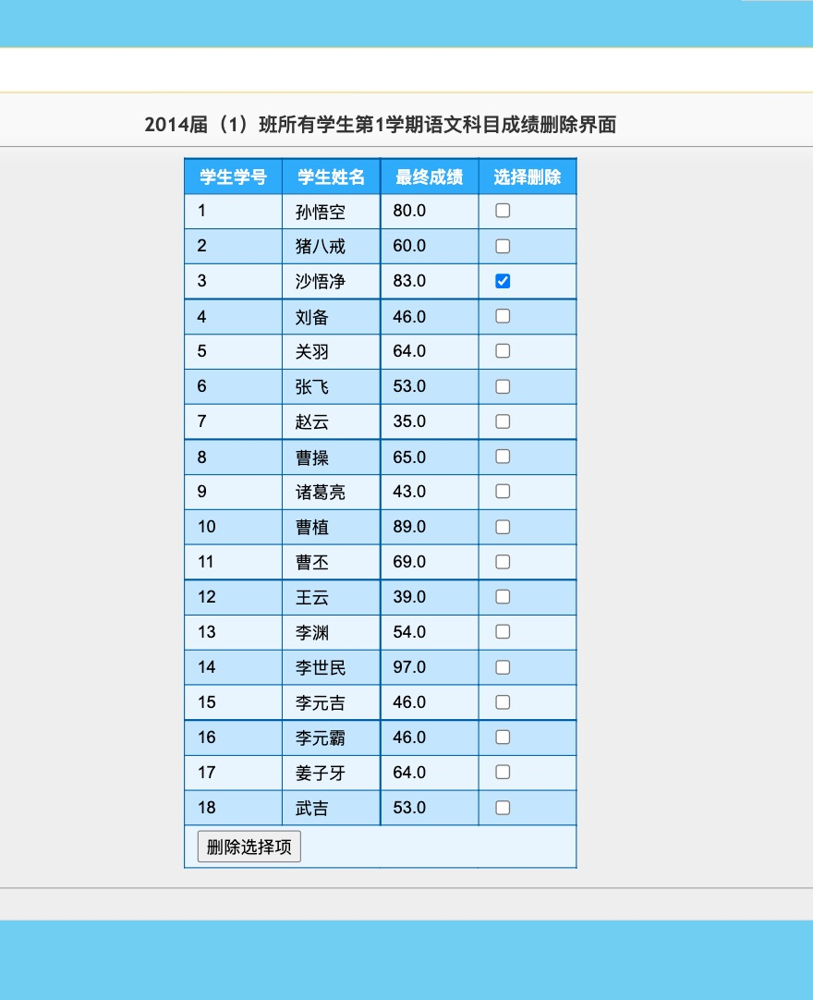 2014届（1）班所有学生第1学期语文科目成绩删除界面
学生学号 学生姓名 最终成绩 选择删除
1 孙悟空 80.0
2 猪八戒 60.0
3 沙悟净 83.0
4 刘备 46.0
5 关羽 64.0
6 张飞 53.0
7 赵云 35.0
8 曹操 65.0
9 诸葛亮 43.0
10 曹植 89.0
11 曹丕 69.0
12 王云 39.0
13 李渊 54.0
14 李世民 97.0
15 李元吉 46.0
16 李元霸 46.0
17 姜子牙 64.0
18 武吉 53.0
删除选择项